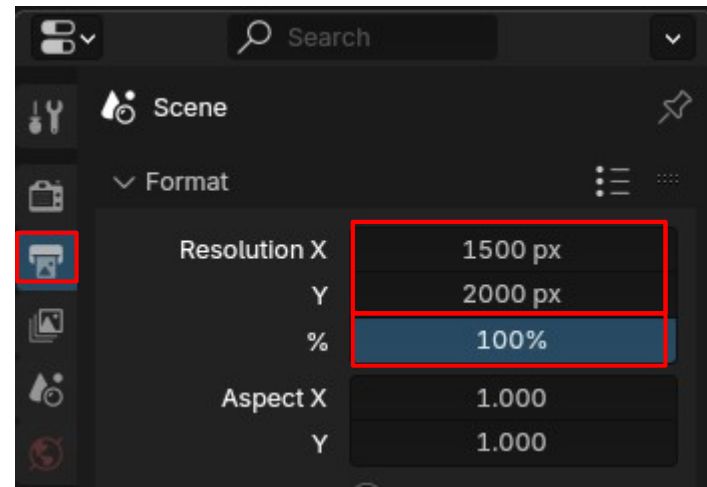 Search
Scene
Format
Resolution X 1500 px
Y 2000 px
% 100%
Aspect X 1.000
Y 1.000